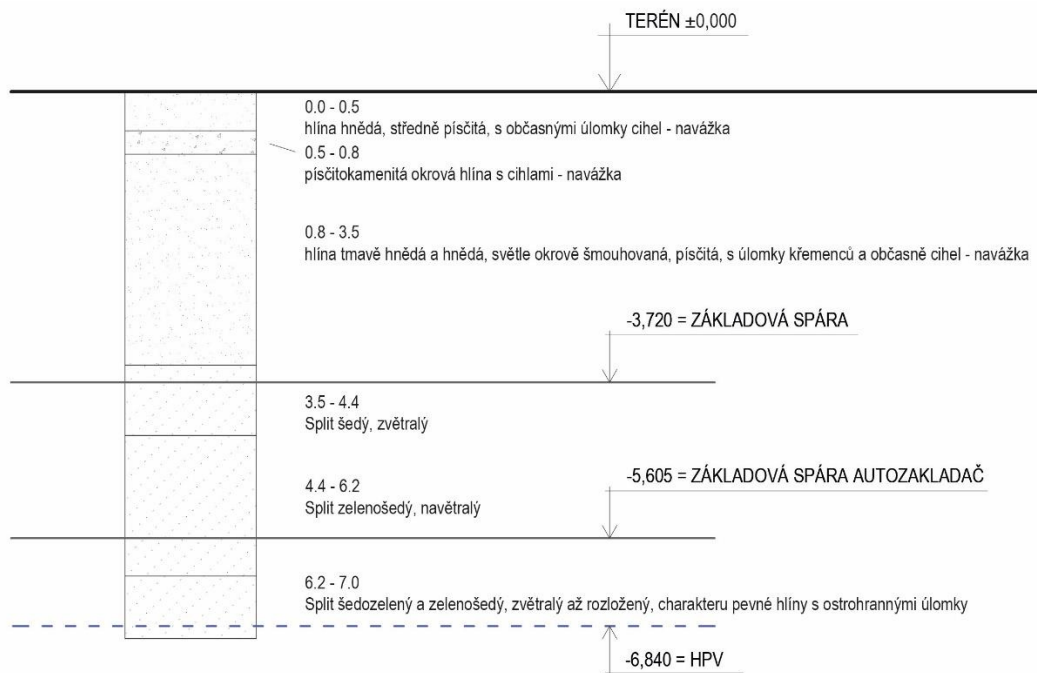 TERÉN ±0,000
0.0 - 0.5
hlína hnědá, středně písčitá, s občasnými úlomky cihel - navážka
0.5 - 0.8
písčitokamenitá okrová hlína s cihlami - navážka
0.8 - 3.5
hlína tmavě hnědá a hnědá, světle okrově šmouhovaná, písčitá, s úlomky křemenců a občasně cihel - navážka
-3,720 = ZÁKLADOVÁ SPÁRA
3.5 - 4.4
Split šedý, zvětralý
4.4 - 6.2
Split zelenošedý, navětralý
-5,605 = ZÁKLADOVÁ SPÁRA AUTOZAKLADAČ
6.2 - 7.0
Split šedozelený a zelenošedý, zvětralý až rozložený, charakteru pevné hlíny s ostrohrannými úlomky
-6,840 = HPV